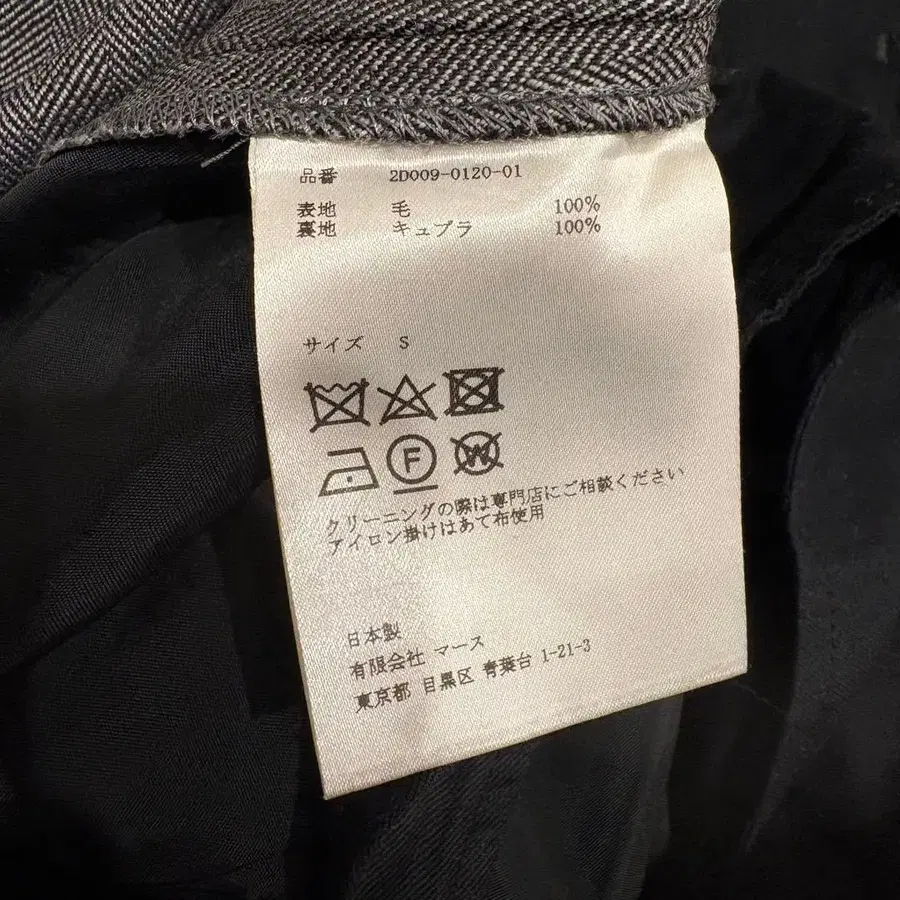 品番 2D009-0120-01
表地 毛 100%
裏地 キュプラ 100%
サイズ S
F W
クリーニングの際は専門店にご相談ください
アイロン掛けはあて布使用
日本製
有限会社 マース
東京都 目黒区 青葉台 1-21-3